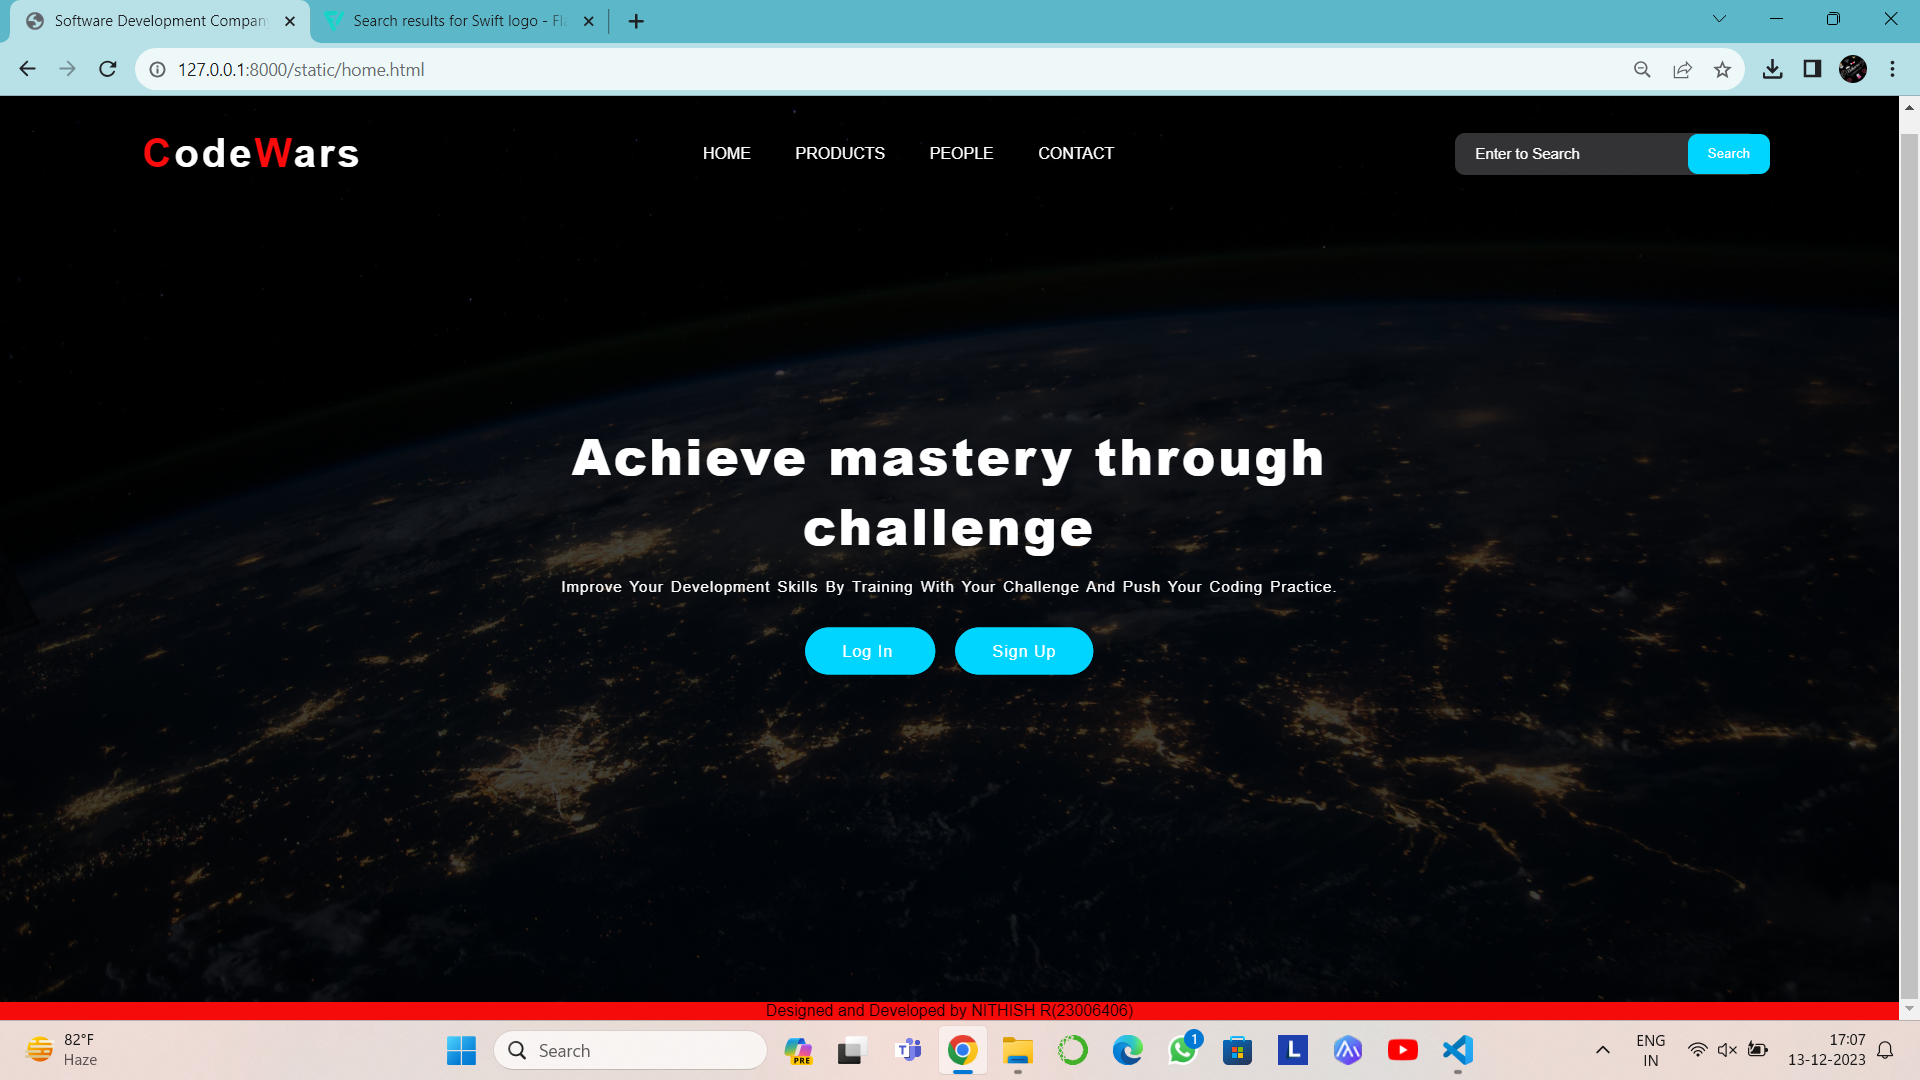 Software Development Company
Search results for Swift logo - Fla
127.0.0.1:8000/static/home.html
CodeWars
HOME
PRODUCTS
PEOPLE
CONTACT
Enter to Search
Search
Achieve mastery through
challenge
Improve Your Development Skills By Training With Your Challenge And Push Your Coding Practice.
Log In
Sign Up
Designed and Developed by NITHISH R(23006406)
82°F
Haze
Search
PRE
1
L
ENG
IN
17:07
13-12-2023